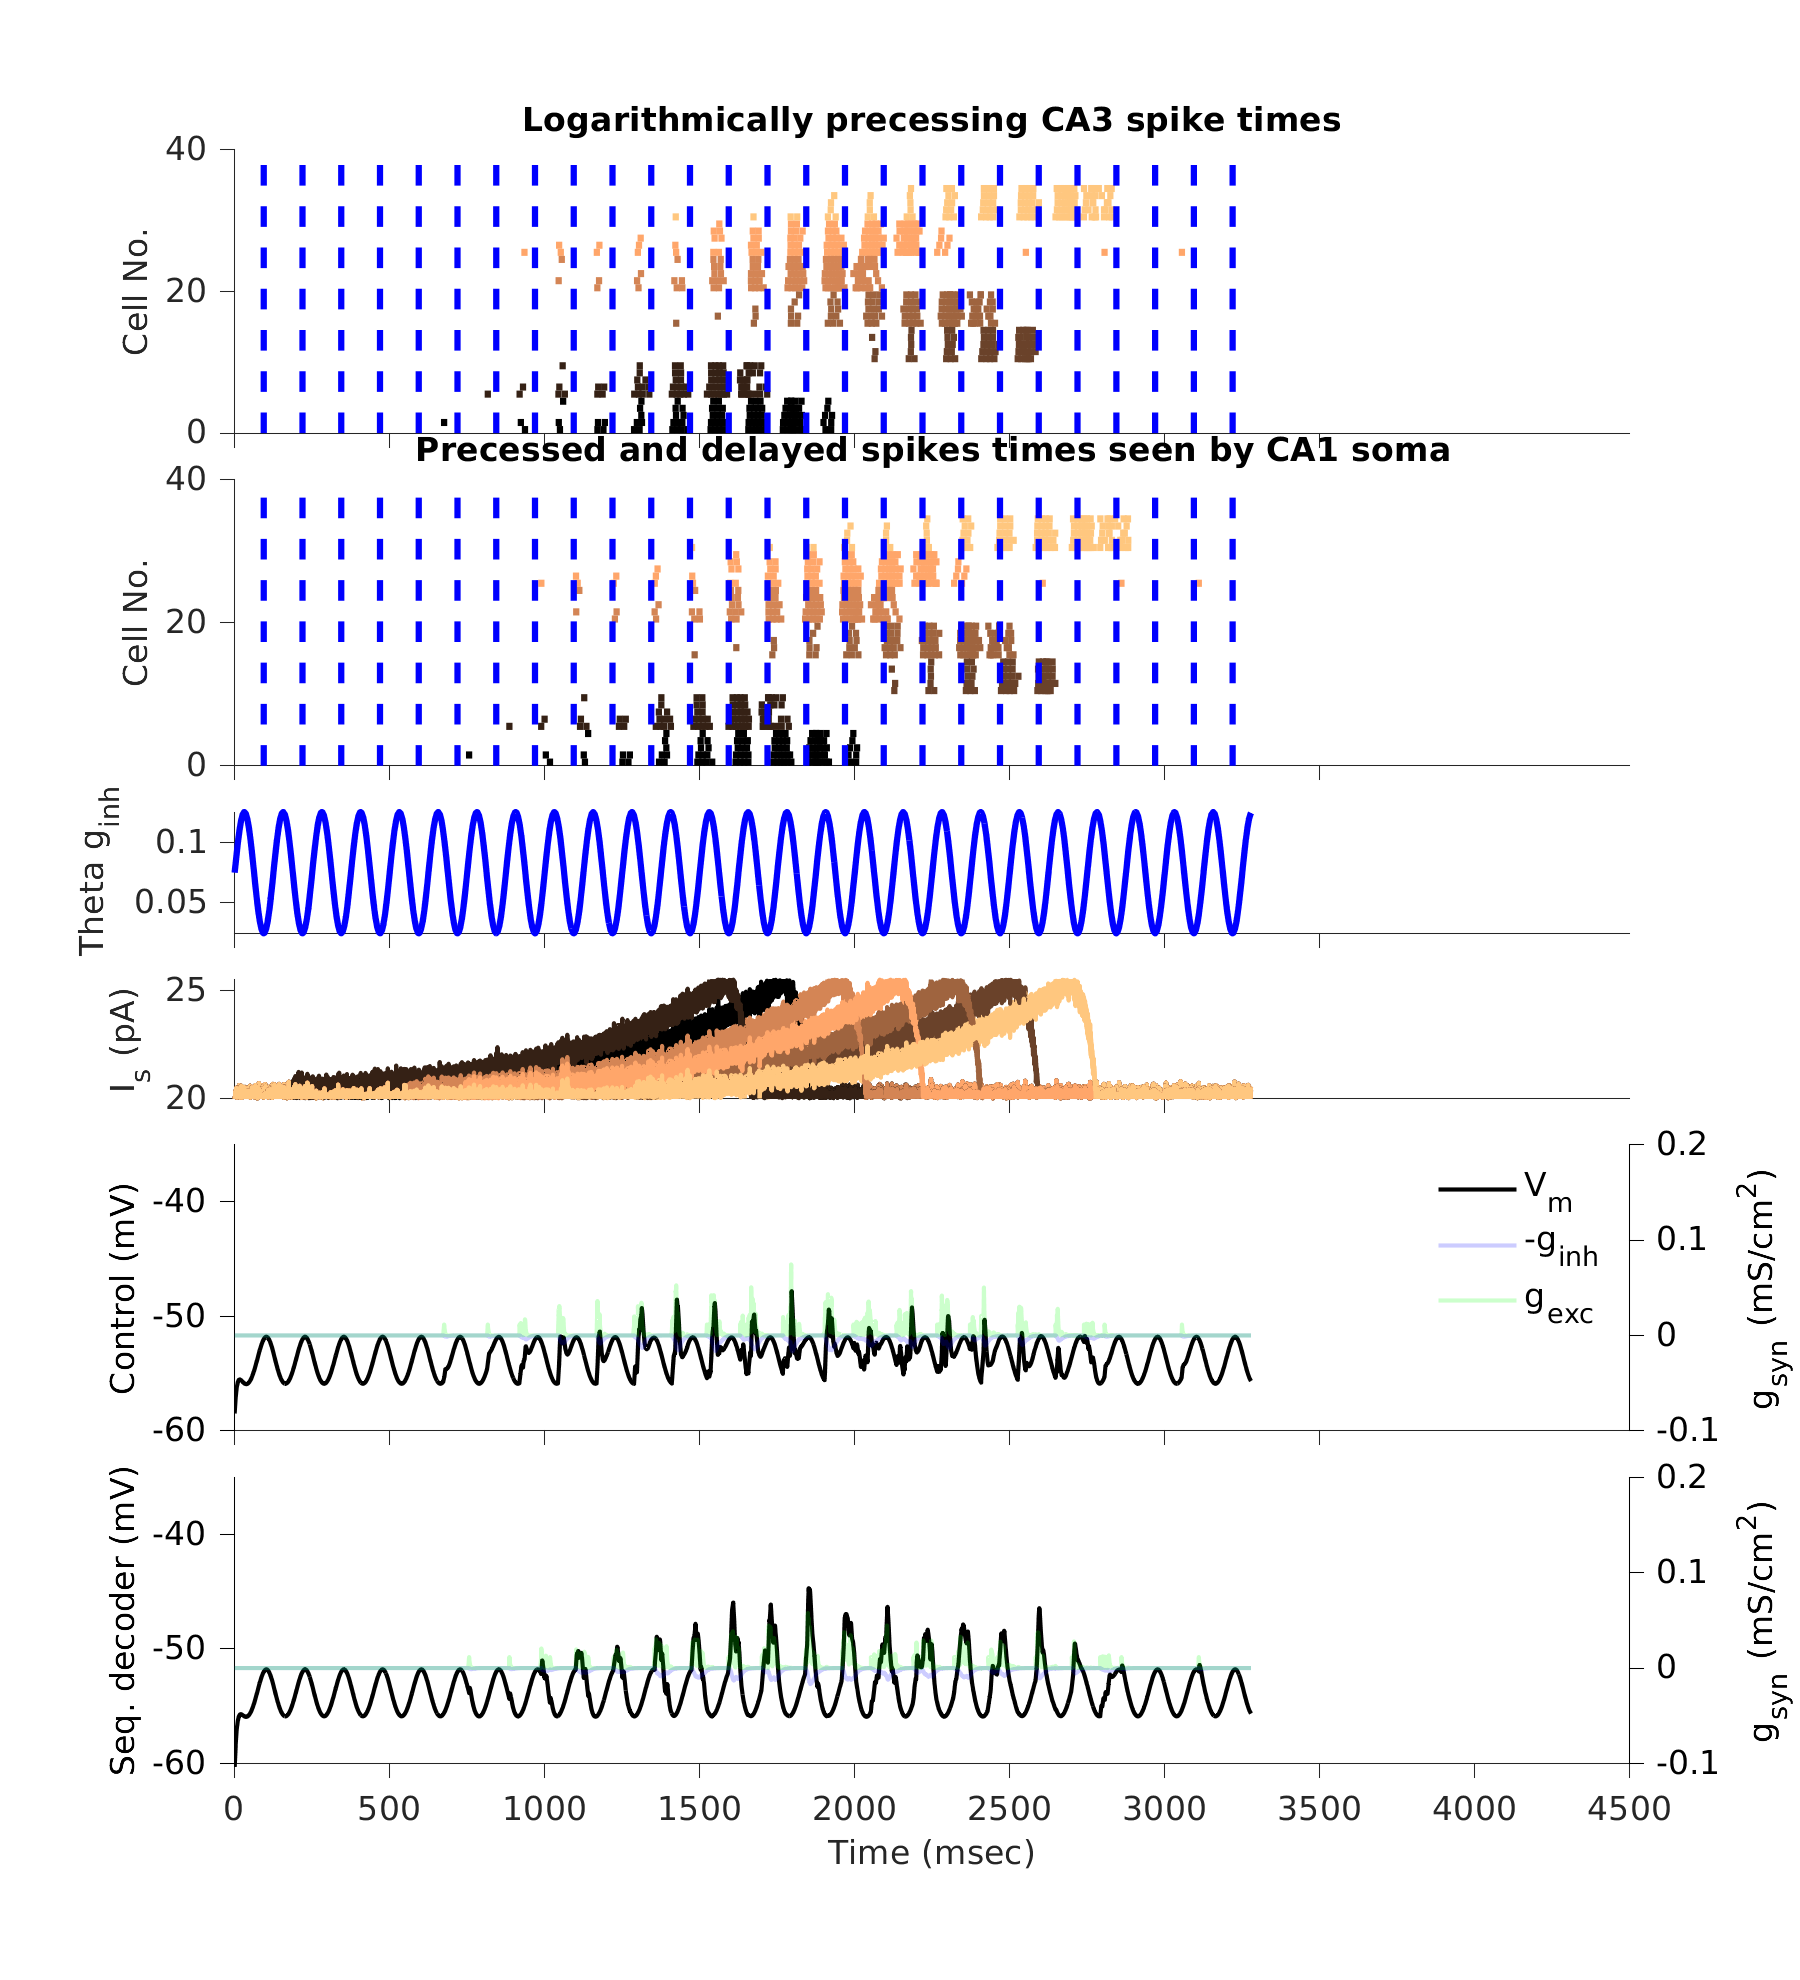 Logarithmically precessing CA3 spike times
40
20
0
Cell No.
Precessed and delayed spikes times seen by CA1 soma
40
20
0
Cell No.
0.1
0.05
Theta g_inh
25
20
I_s (pA)
-40
-50
-60
Control (mV)
V_m
-g_inh
g_exc
0.2
0.1
0
-0.1
g_syn (mS/cm^2)
-40
-50
-60
Seq. decoder (mV)
0.2
0.1
0
-0.1
g_syn (mS/cm^2)
0 500 1000 1500 2000 2500 3000 3500 4000 4500
Time (msec)